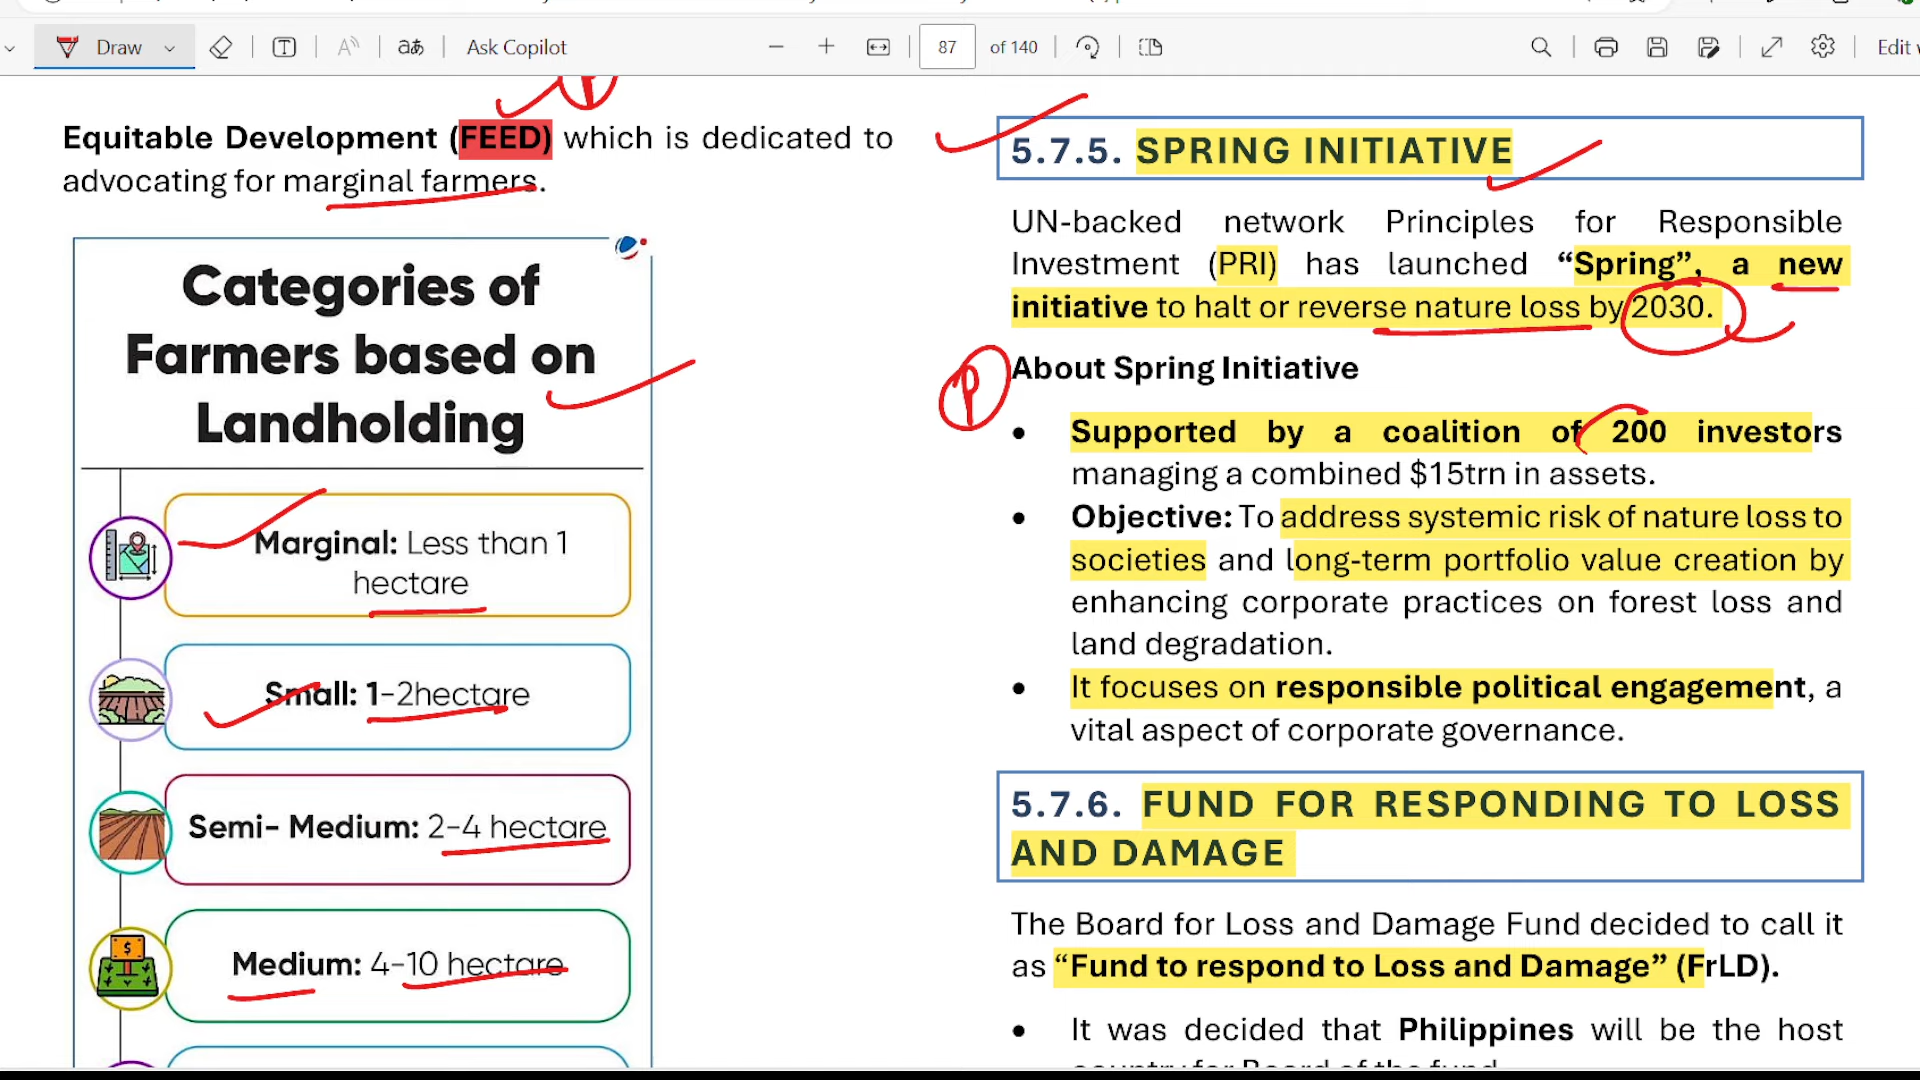 Draw
Ask Copilot
87
of 140
Edit
Equitable Development (FEED) which is dedicated to
advocating for marginal farmers.
Categories of
Farmers based on
Landholding
Marginal: Less than 1
hectare
Small: 1-2hectare
Semi- Medium: 2-4 hectare
Medium: 4-10 hectare
5.7.5. SPRING INITIATIVE
UN-backed network Principles for Responsible
Investment (PRI) has launched “Spring”, a new
initiative to halt or reverse nature loss by 2030.
P
About Spring Initiative
• Supported by a coalition of 200 investors
managing a combined $15trn in assets.
• Objective: To address systemic risk of nature loss to
societies and long-term portfolio value creation by
enhancing corporate practices on forest loss and
land degradation.
• It focuses on responsible political engagement, a
vital aspect of corporate governance.
5.7.6. FUND FOR RESPONDING TO LOSS
AND DAMAGE
The Board for Loss and Damage Fund decided to call it
as “Fund to respond to Loss and Damage” (FrLD).
• It was decided that Philippines will be the host
country for Board of the fund